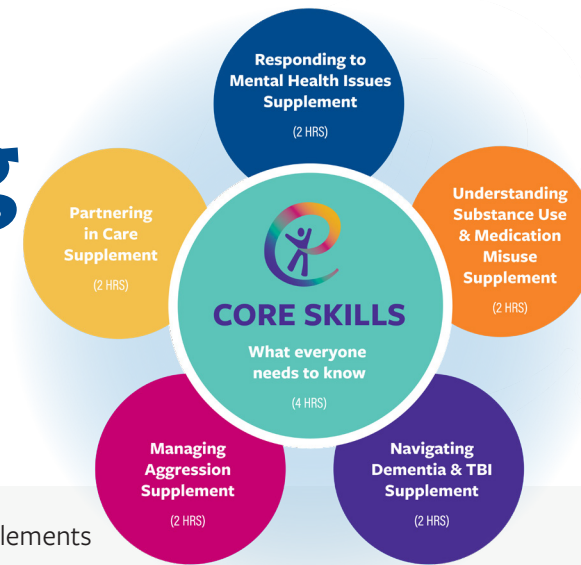 Responding to
Mental Health Issues
Supplement
(2 HRS)
g
Partnering
in Care
Supplement
(2 HRS)
Understanding
Substance Use
& Medication
Misuse
Supplement
(2 HRS)
CORE SKILLS
What everyone
needs to know
(4 HRS)
Managing
Aggression
Supplement
(2 HRS)
Navigating
Dementia & TBI
Supplement
(2 HRS)
lements